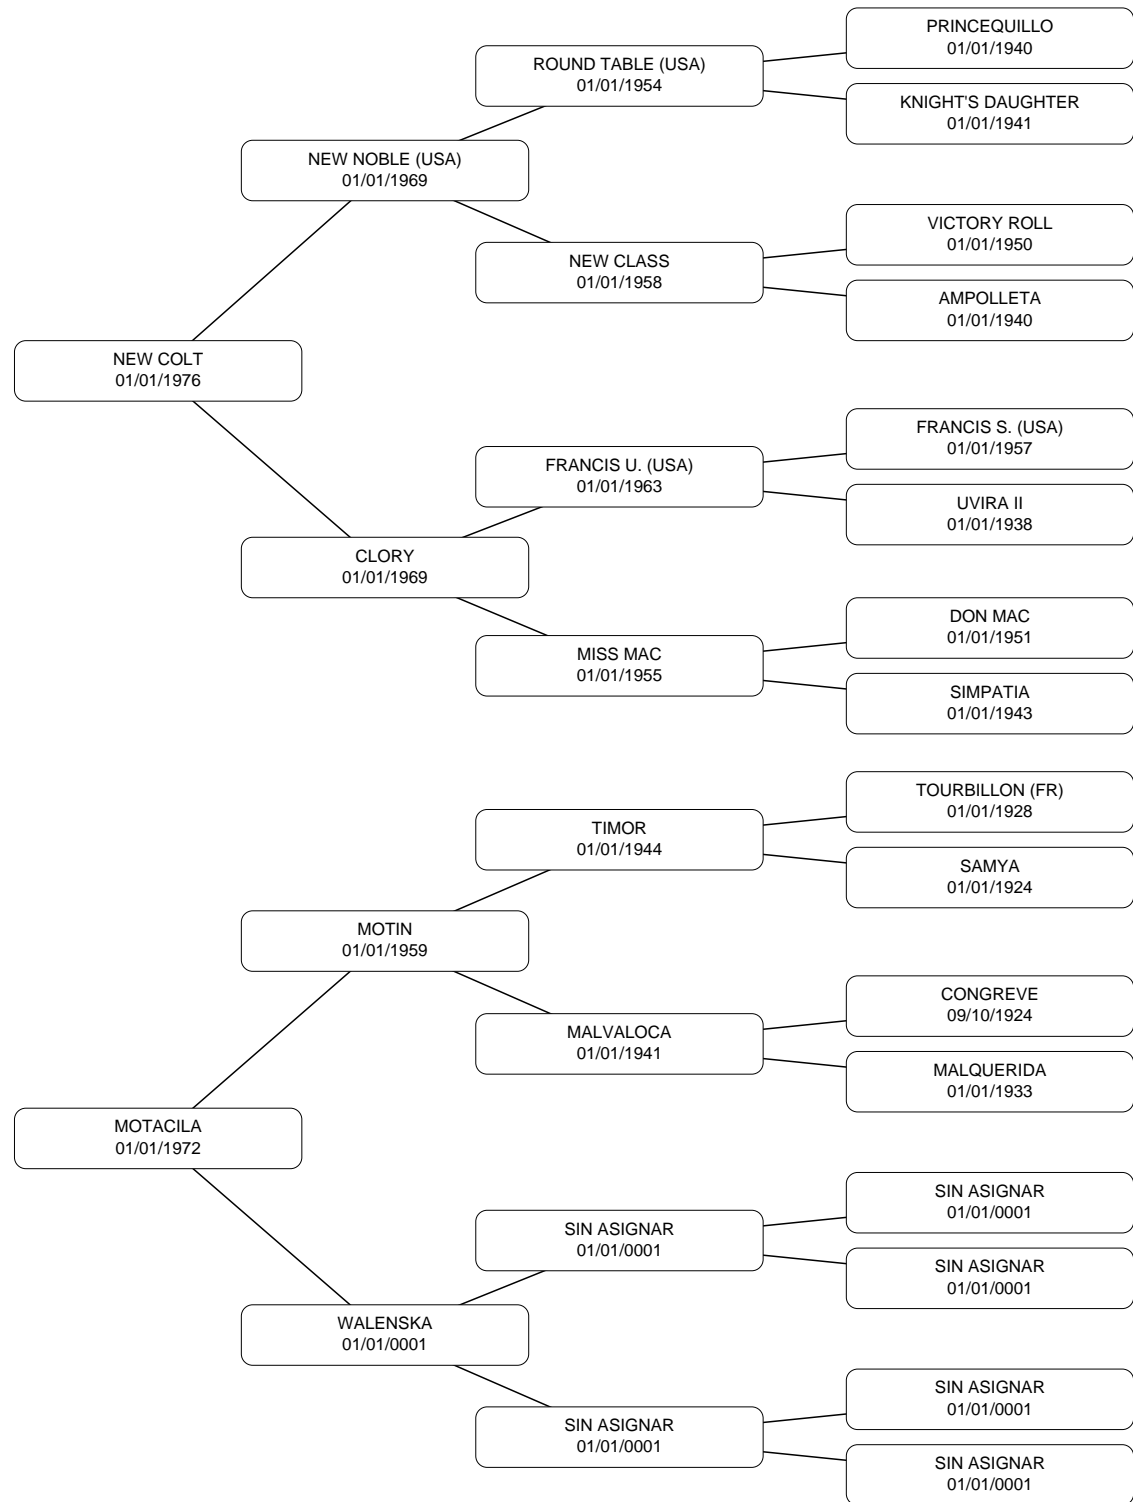 PRINCEQUILLO
01/01/1940
ROUND TABLE (USA)
01/01/1954
KNIGHT'S DAUGHTER
01/01/1941
NEW NOBLE (USA)
01/01/1969
VICTORY ROLL
01/01/1950
NEW CLASS
01/01/1958
AMPOLLETA
01/01/1940
NEW COLT
01/01/1976
FRANCIS S. (USA)
01/01/1957
FRANCIS U. (USA)
01/01/1963
UVIRA II
01/01/1938
CLORY
01/01/1969
DON MAC
01/01/1951
MISS MAC
01/01/1955
SIMPATIA
01/01/1943
TOURBILLON (FR)
01/01/1928
TIMOR
01/01/1944
SAMYA
01/01/1924
MOTIN
01/01/1959
CONGREVE
09/10/1924
MALVALOCA
01/01/1941
MALQUERIDA
01/01/1933
MOTACILA
01/01/1972
SIN ASIGNAR
01/01/0001
SIN ASIGNAR
01/01/0001
SIN ASIGNAR
01/01/0001
WALENSKA
01/01/0001
SIN ASIGNAR
01/01/0001
SIN ASIGNAR
01/01/0001
SIN ASIGNAR
01/01/0001